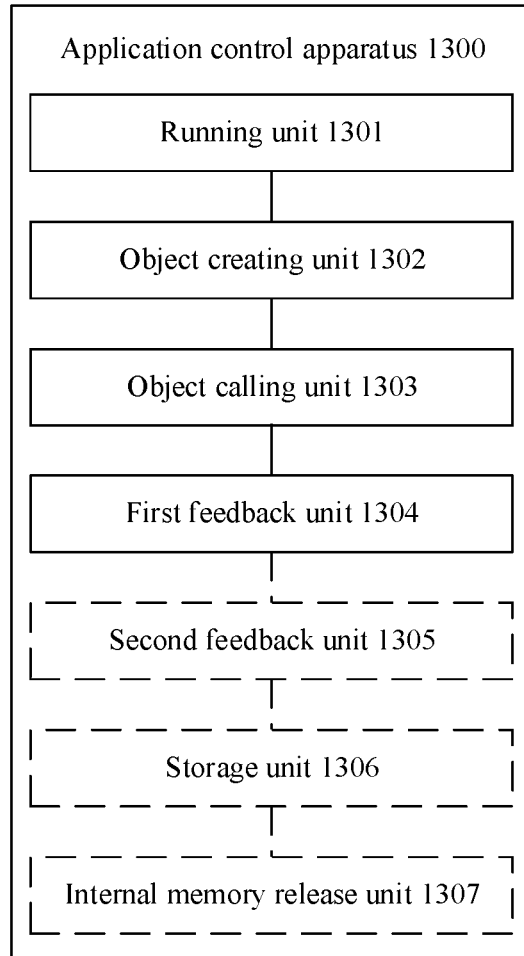 Application control apparatus 1300
Running unit 1301
Object creating unit 1302
Object calling unit 1303
First feedback unit 1304
Second feedback unit 1305
Storage unit 1306
Internal memory release unit 1307